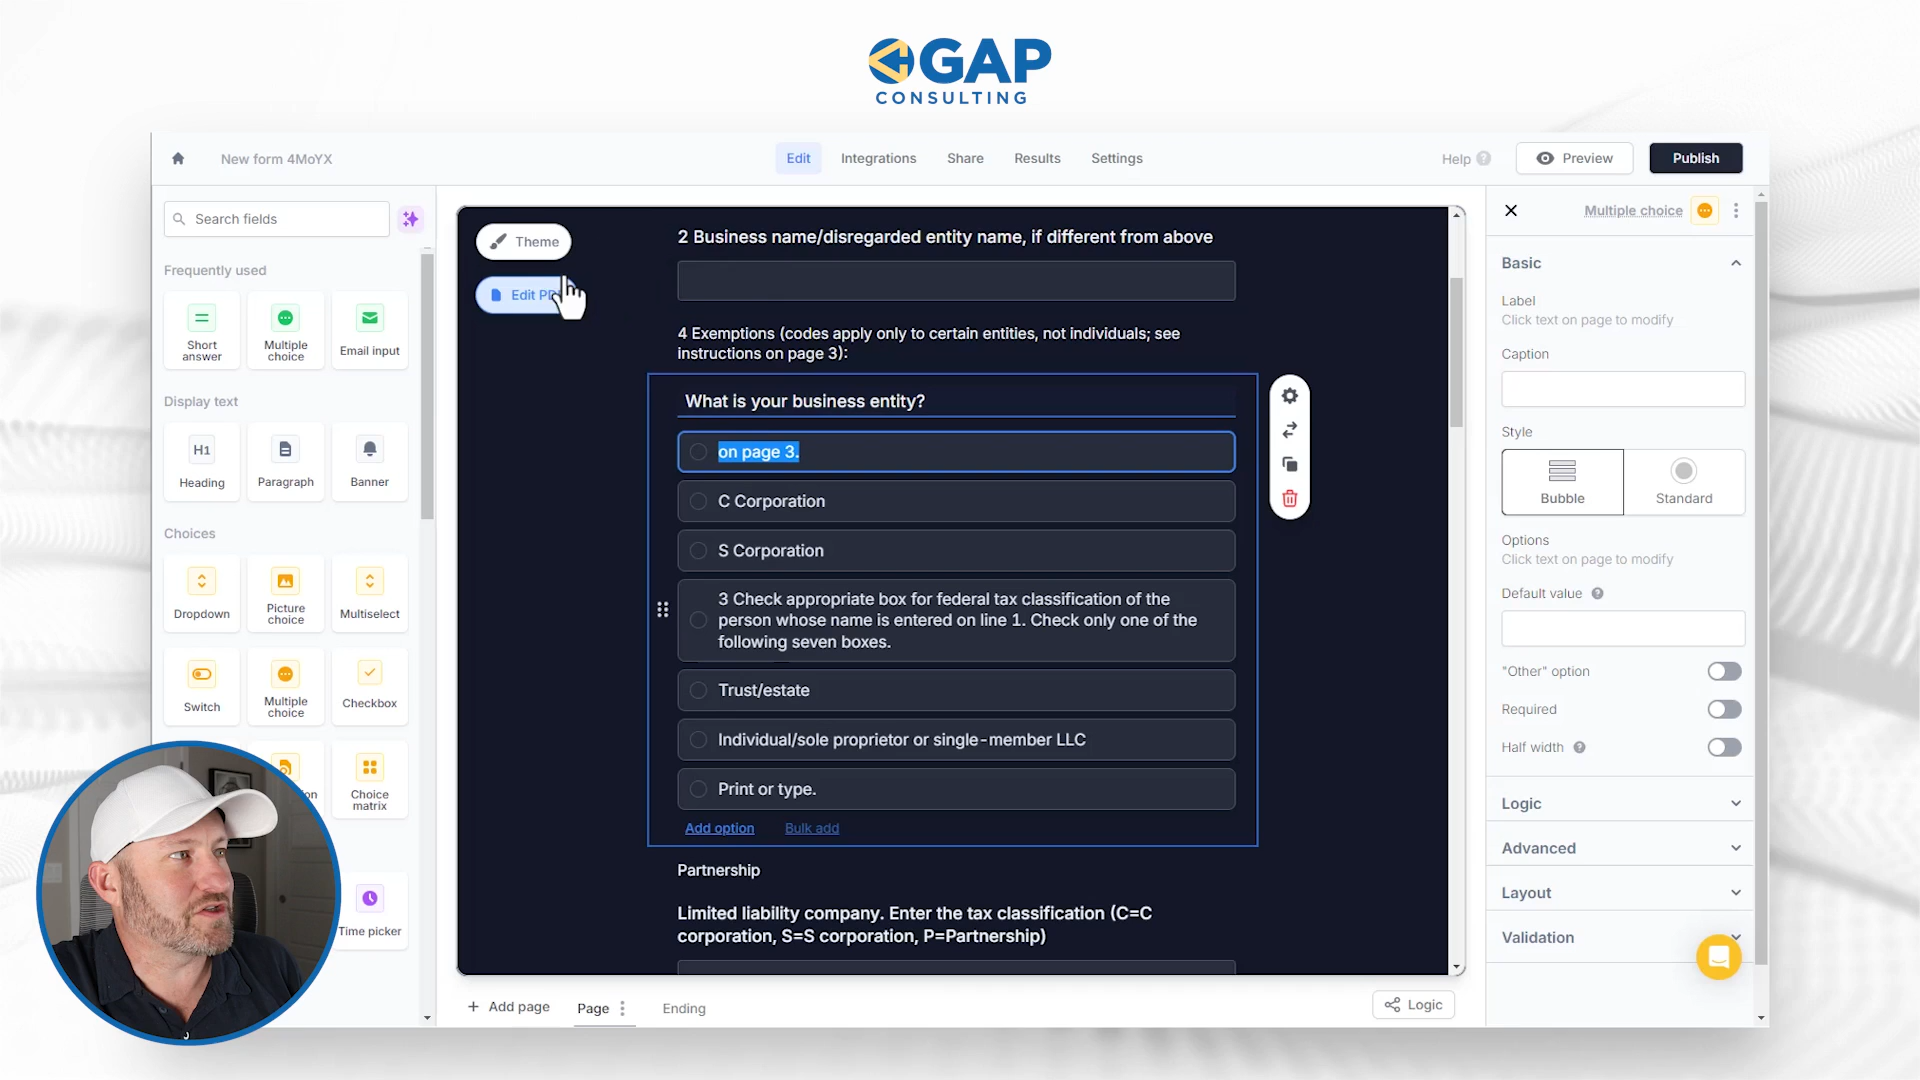 GAP
CONSULTING
New form 4MoYX
Edit
Integrations
Share
Results
Settings
Help
Preview
Publish
Search fields
Frequently used
Short
answer
Multiple
choice
Email input
Display text
H1
Heading
Paragraph
Banner
Choices
Dropdown
Picture
choice
Multiselect
Switch
Multiple
choice
Checkbox
Choice
matrix
Time picker
Theme
Edit
2 Business name/disregarded entity name, if different from above
4 Exemptions (codes apply only to certain entities, not individuals; see
instructions on page 3):
What is your business entity?
on page 3.
C Corporation
S Corporation
3 Check appropriate box for federal tax classification of the
person whose name is entered on line 1. Check only one of the
following seven boxes.
Trust/estate
Individual/sole proprietor or single-member LLC
Print or type.
Add option
Bulk add
Partnership
Limited liability company. Enter the tax classification (C=C
corporation, S=S corporation, P=Partnership)
+ Add page
Page
Ending
Logic
Multiple choice
Basic
Label
Click text on page to modify
Caption
Style
Bubble
Standard
Options
Click text on page to modify
Default value
"Other" option
Required
Half width
Logic
Advanced
Layout
Validation